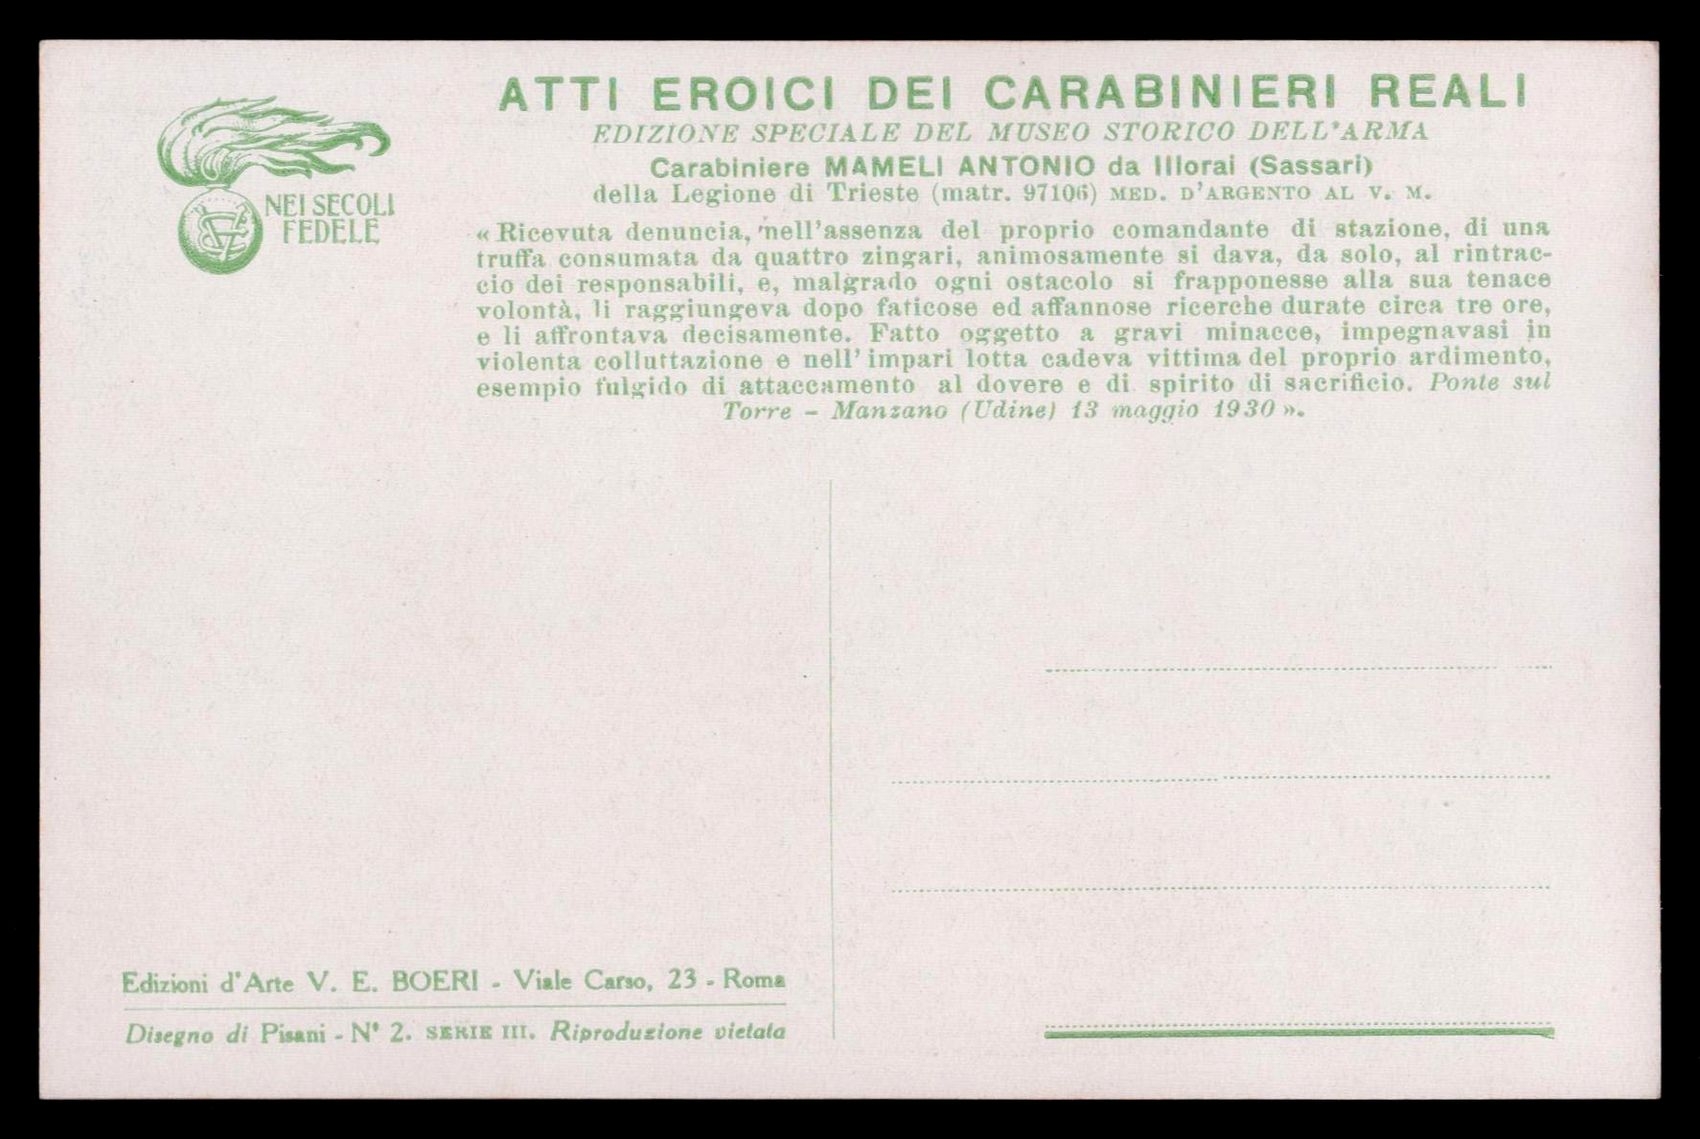 ATTI EROICI DEI CARABINIERI REALI
EDIZIONE SPECIALE DEL MUSEO STORICO DELL'ARMA
Carabiniere MAMELI ANTONIO da Illorai (Sassari)
della Legione di Trieste (matr. 97106) MED. D'ARGENTO AL V. M.
NEI SECOLI
FEDELE
« Ricevuta denuncia, nell'assenza del proprio comandante di stazione, di una
truffa consumata da quattro zingari, animosamente si dava, da solo, al rintrac-
cio dei responsabili, e, malgrado ogni ostacolo si frapponesse alla sua tenace
volontà, li raggiungeva dopo faticose ed affannose ricerche durate circa tre ore,
e li affrontava decisamente. Fatto oggetto a gravi minacce, impegnavasi in
violenta colluttazione e nell' impari lotta cadeva vittima del proprio ardimento,
esempio fulgido di attaccamento al dovere e di spirito di sacrificio. Ponte sul
Torre - Manzano (Udine) 13 maggio 1930 ».
Edizioni d'Arte V. E. BOERI - Viale Carso, 23 - Roma
Disegno di Pisani - N° 2. SERIE III. Riproduzione vietata